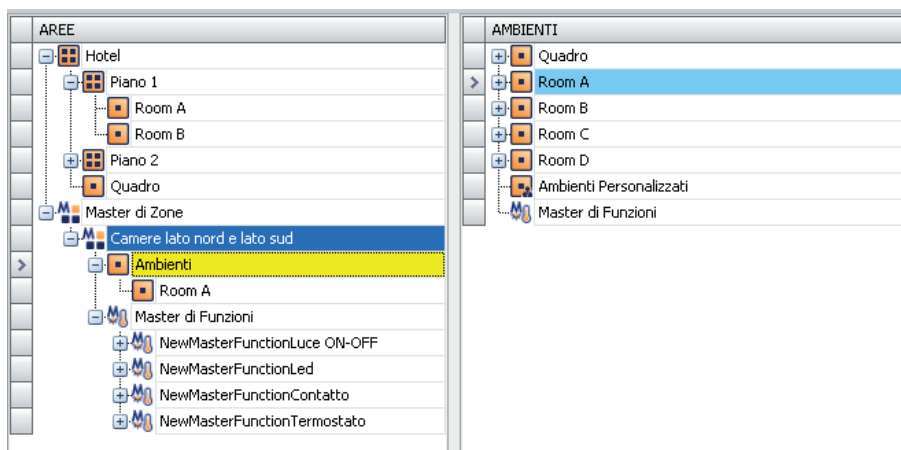 AREE
Hotel
Piano 1
Room A
Room B
Piano 2
Quadro
Master di Zone
Camere lato nord e lato sud
Ambienti
Room A
Master di Funzioni
NewMasterFunctionLuce ON-OFF
NewMasterFunctionLed
NewMasterFunctionContatto
NewMasterFunctionTermostato
AMBIENTI
Quadro
Room A
Room B
Room C
Room D
Ambienti Personalizzati
Master di Funzioni